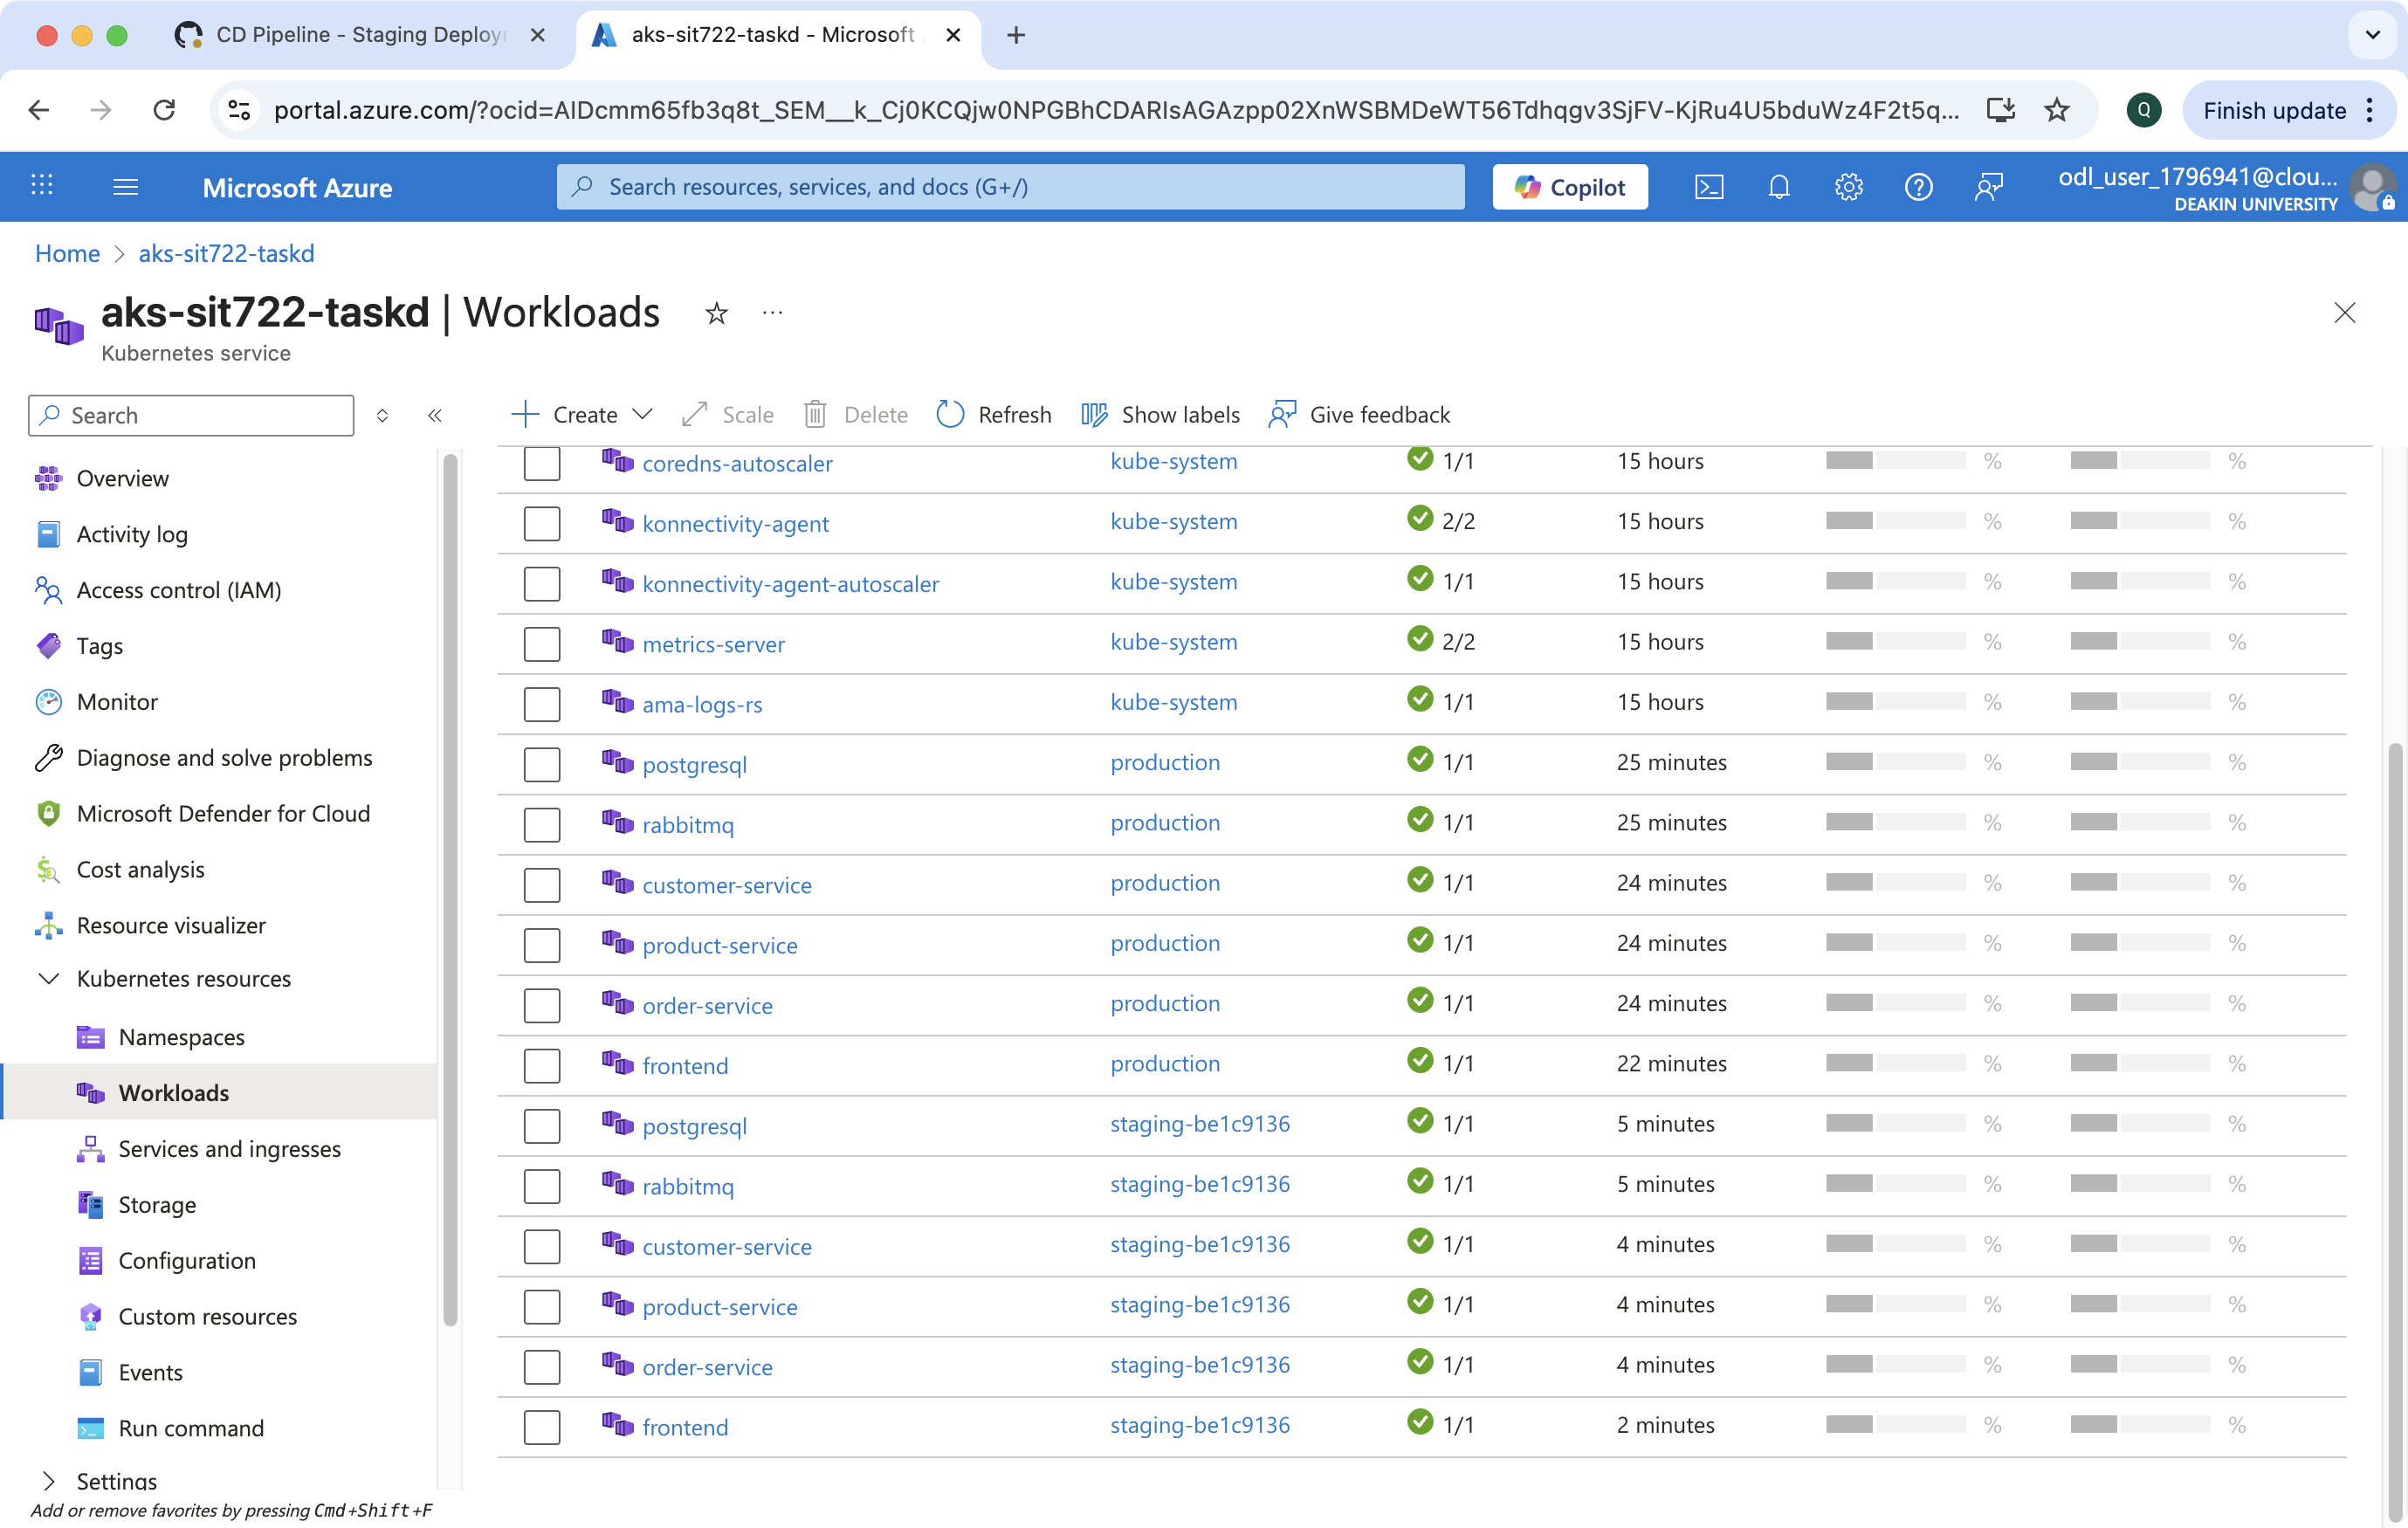 CD Pipeline - Staging Deploy
aks-sit722-taskd - Microsoft
portal.azure.com/?ocid=AIDcmm65fb3q8t_SEM__k_Cj0KCQjw0NPGBhCDARIsAGAzpp02XnWSBMDeWT56Tdhqgv3SjFV-KjRu4U5bduWz4F2t5q...
Q
Finish update
Microsoft Azure
Search resources, services, and docs (G+/)
Copilot
odl_user_1796941@clou...
DEAKIN UNIVERSITY
Home > aks-sit722-taskd
aks-sit722-taskd | Workloads
Kubernetes service
Search
Create
Scale
Delete
Refresh
Show labels
Give feedback
Overview
Activity log
Access control (IAM)
Tags
Monitor
Diagnose and solve problems
Microsoft Defender for Cloud
Cost analysis
Resource visualizer
Kubernetes resources
Namespaces
Workloads
Services and ingresses
Storage
Configuration
Custom resources
Events
Run command
Settings
Add or remove favorites by pressing Cmd+Shift+F
coredns-autoscaler kube-system 1/1 15 hours % %
konnectivity-agent kube-system 2/2 15 hours % %
konnectivity-agent-autoscaler kube-system 1/1 15 hours % %
metrics-server kube-system 2/2 15 hours % %
ama-logs-rs kube-system 1/1 15 hours % %
postgresql production 1/1 25 minutes % %
rabbitmq production 1/1 25 minutes % %
customer-service production 1/1 24 minutes % %
product-service production 1/1 24 minutes % %
order-service production 1/1 24 minutes % %
frontend production 1/1 22 minutes % %
postgresql staging-be1c9136 1/1 5 minutes % %
rabbitmq staging-be1c9136 1/1 5 minutes % %
customer-service staging-be1c9136 1/1 4 minutes % %
product-service staging-be1c9136 1/1 4 minutes % %
order-service staging-be1c9136 1/1 4 minutes % %
frontend staging-be1c9136 1/1 2 minutes % %